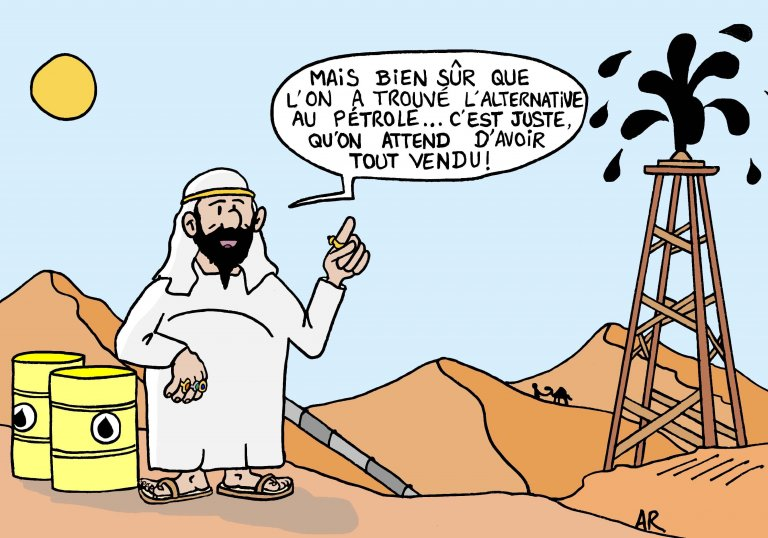 MAIS BIEN SÛR QUE
L'ON A TROUVÉ L'ALTERNATIVE
AU PÉTROLE... C'EST JUSTE,
QU'ON ATTEND D'AVOIR
TOUT VENDU!
AR